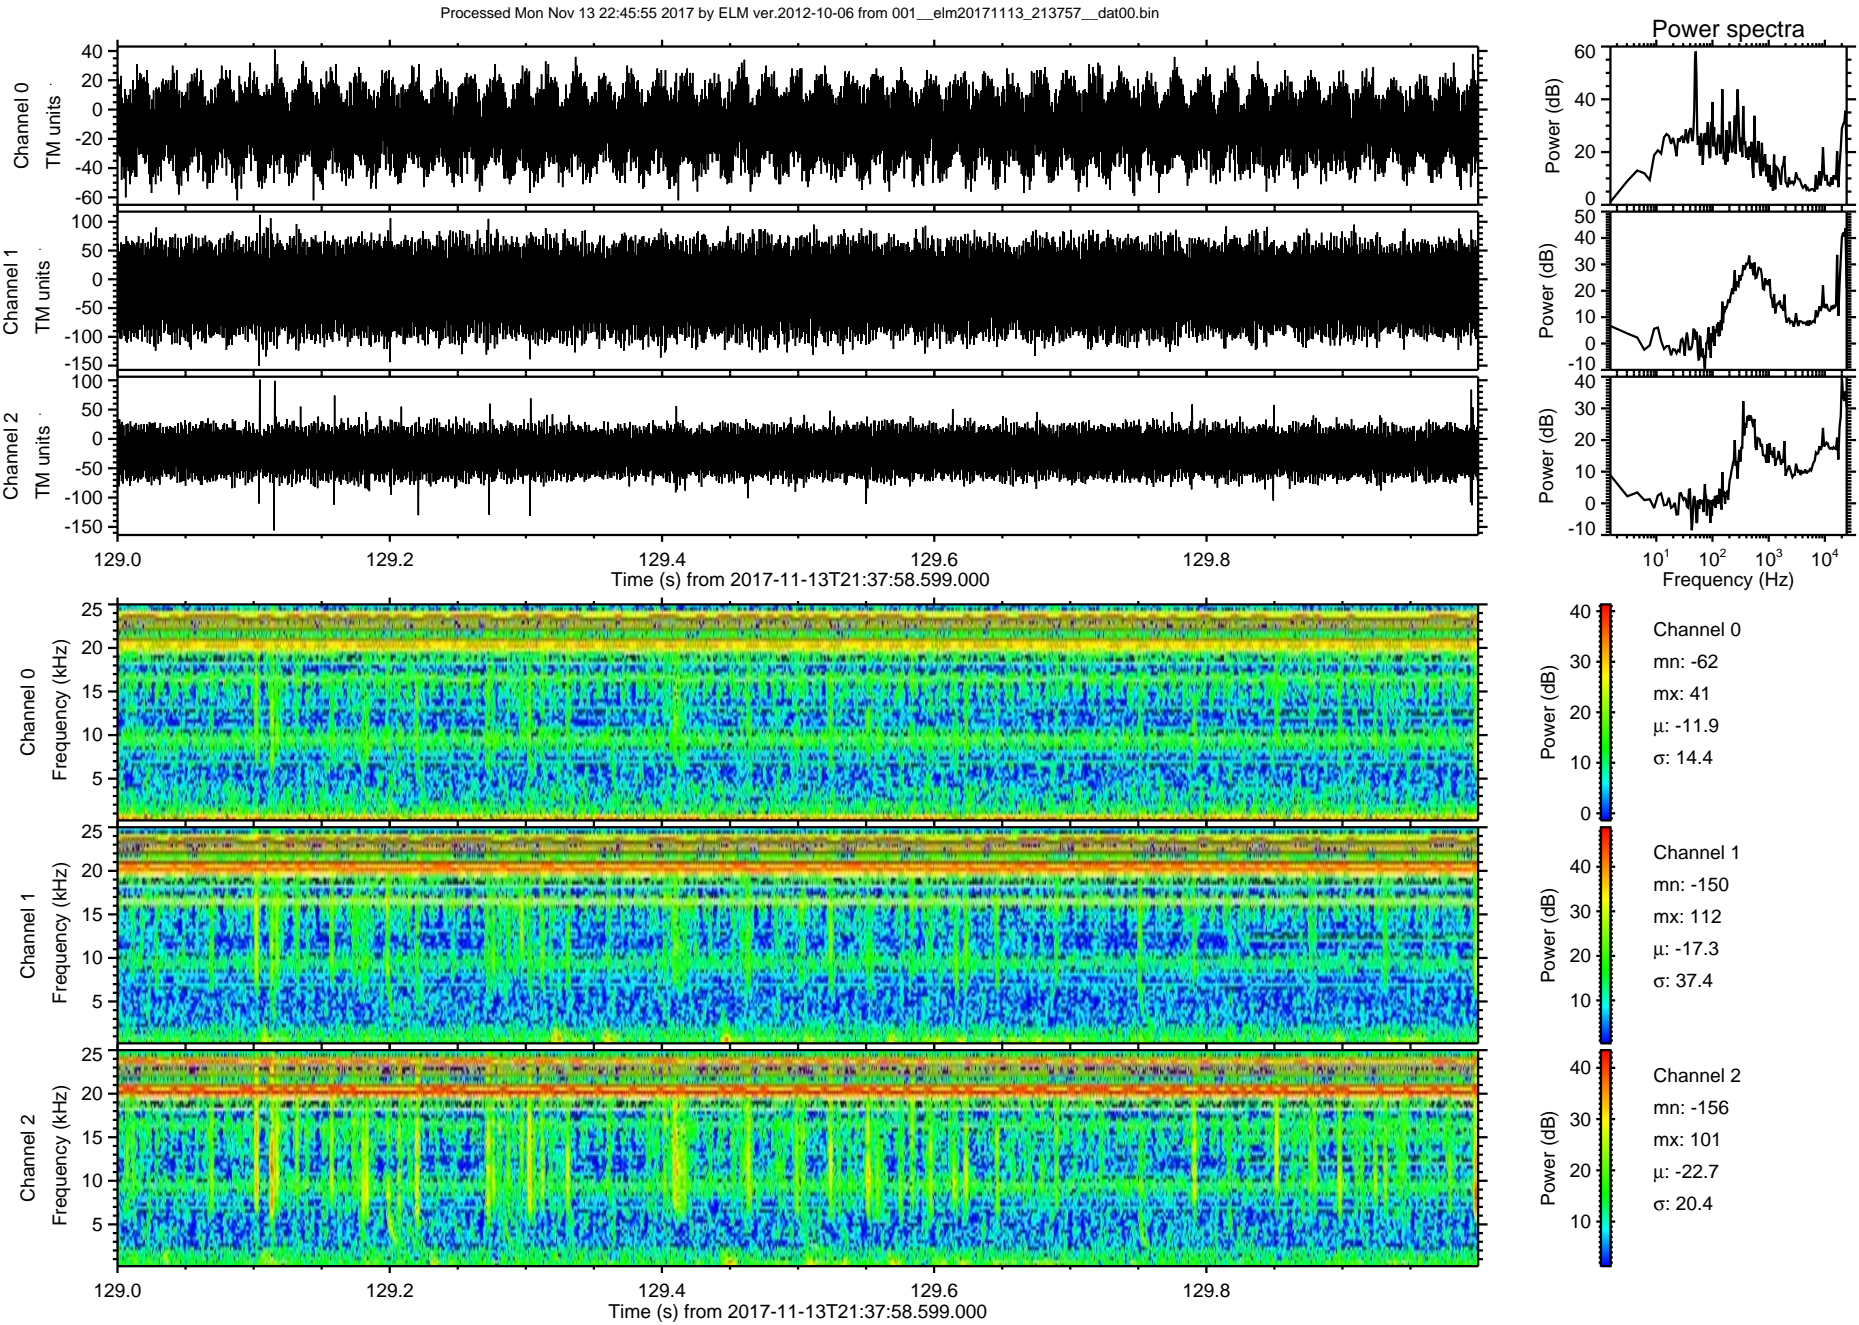 Processed Mon Nov 13 22:45:55 2017 by ELM ver.2012-10-06 from 001__elm20171113_213757__dat00.bin
Power spectra
Channel 0
TM units
40
20
0
-20
-40
-60
Power (dB)
60
40
20
0
Channel 1
TM units
100
50
0
-50
-100
-150
Power (dB)
50
40
30
20
10
0
-10
Channel 2
TM units
100
50
0
-50
-100
-150
Power (dB)
40
30
20
10
0
-10
129.0 129.2 129.4 129.6 129.8
Time (s) from 2017-11-13T21:37:58.599.000
10^1 10^2 10^3 10^4
Frequency (Hz)
Channel 0
Frequency (kHz)
25
20
15
10
5
Power (dB)
40
30
20
10
0
Channel 0
mn: -62
mx: 41
µ: -11.9
σ: 14.4
Channel 1
Frequency (kHz)
25
20
15
10
5
Power (dB)
40
30
20
10
Channel 1
mn: -150
mx: 112
µ: -17.3
σ: 37.4
Channel 2
Frequency (kHz)
25
20
15
10
5
Power (dB)
40
30
20
10
Channel 2
mn: -156
mx: 101
µ: -22.7
σ: 20.4
129.0 129.2 129.4 129.6 129.8
Time (s) from 2017-11-13T21:37:58.599.000